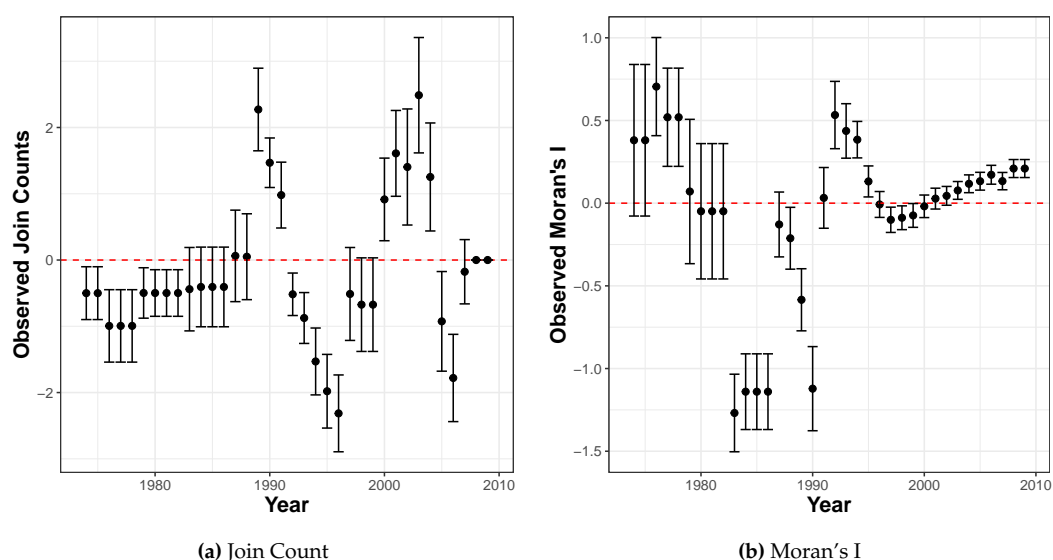 Observed Join Counts
2
0
−2
1980
1990
2000
2010
Year
(a) Join Count
Observed Moran's I
1.0
0.5
0.0
−0.5
−1.0
−1.5
1980
1990
2000
2010
Year
(b) Moran's I